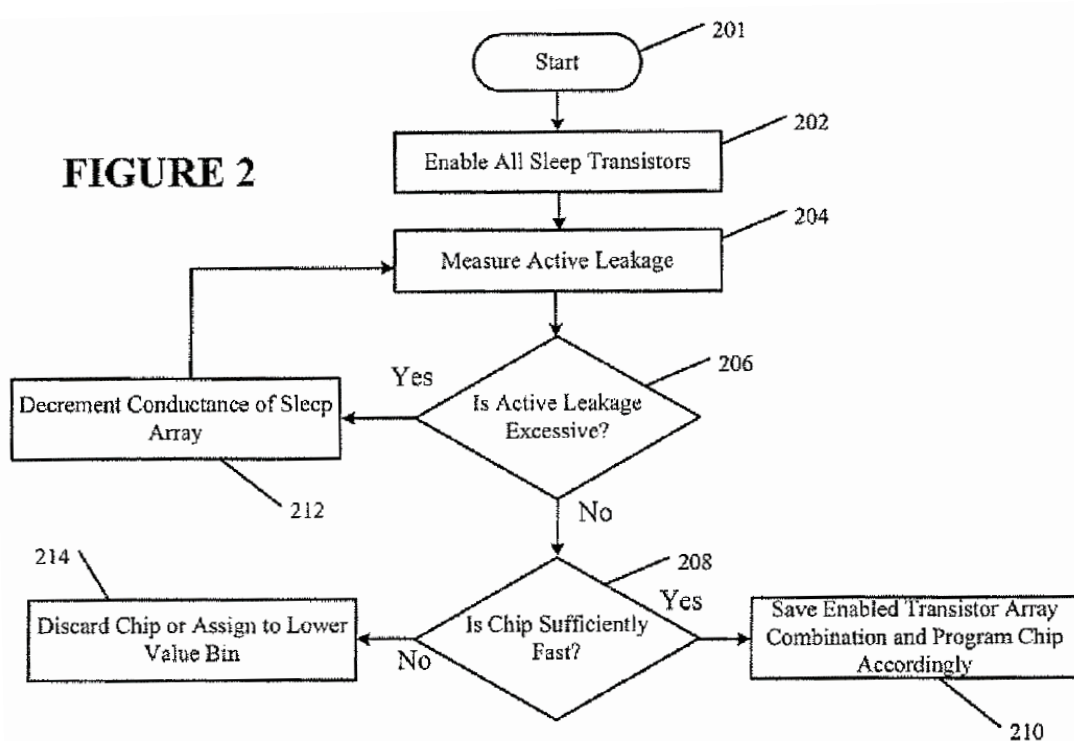 201
Start
202
FIGURE 2
Enable All Sleep Transistors
204
Measure Active Leakage
206
Yes
Decrement Conductance of Sleep
Array
Is Active Leakage
Excessive?
212
No
214
208
Yes
Discard Chip or Assign to Lower
Value Bin
No
Is Chip Sufficiently
Fast?
Save Enabled Transistor Array
Combination and Program Chip
Accordingly
210